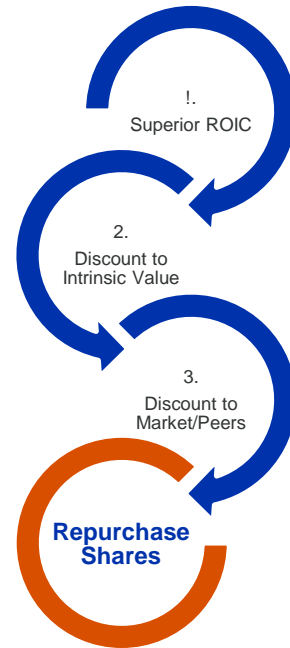 !.
Superior ROIC
2.
Discount to
Intrinsic Value
3.
Discount to
Market/Peers
Repurchase
Shares